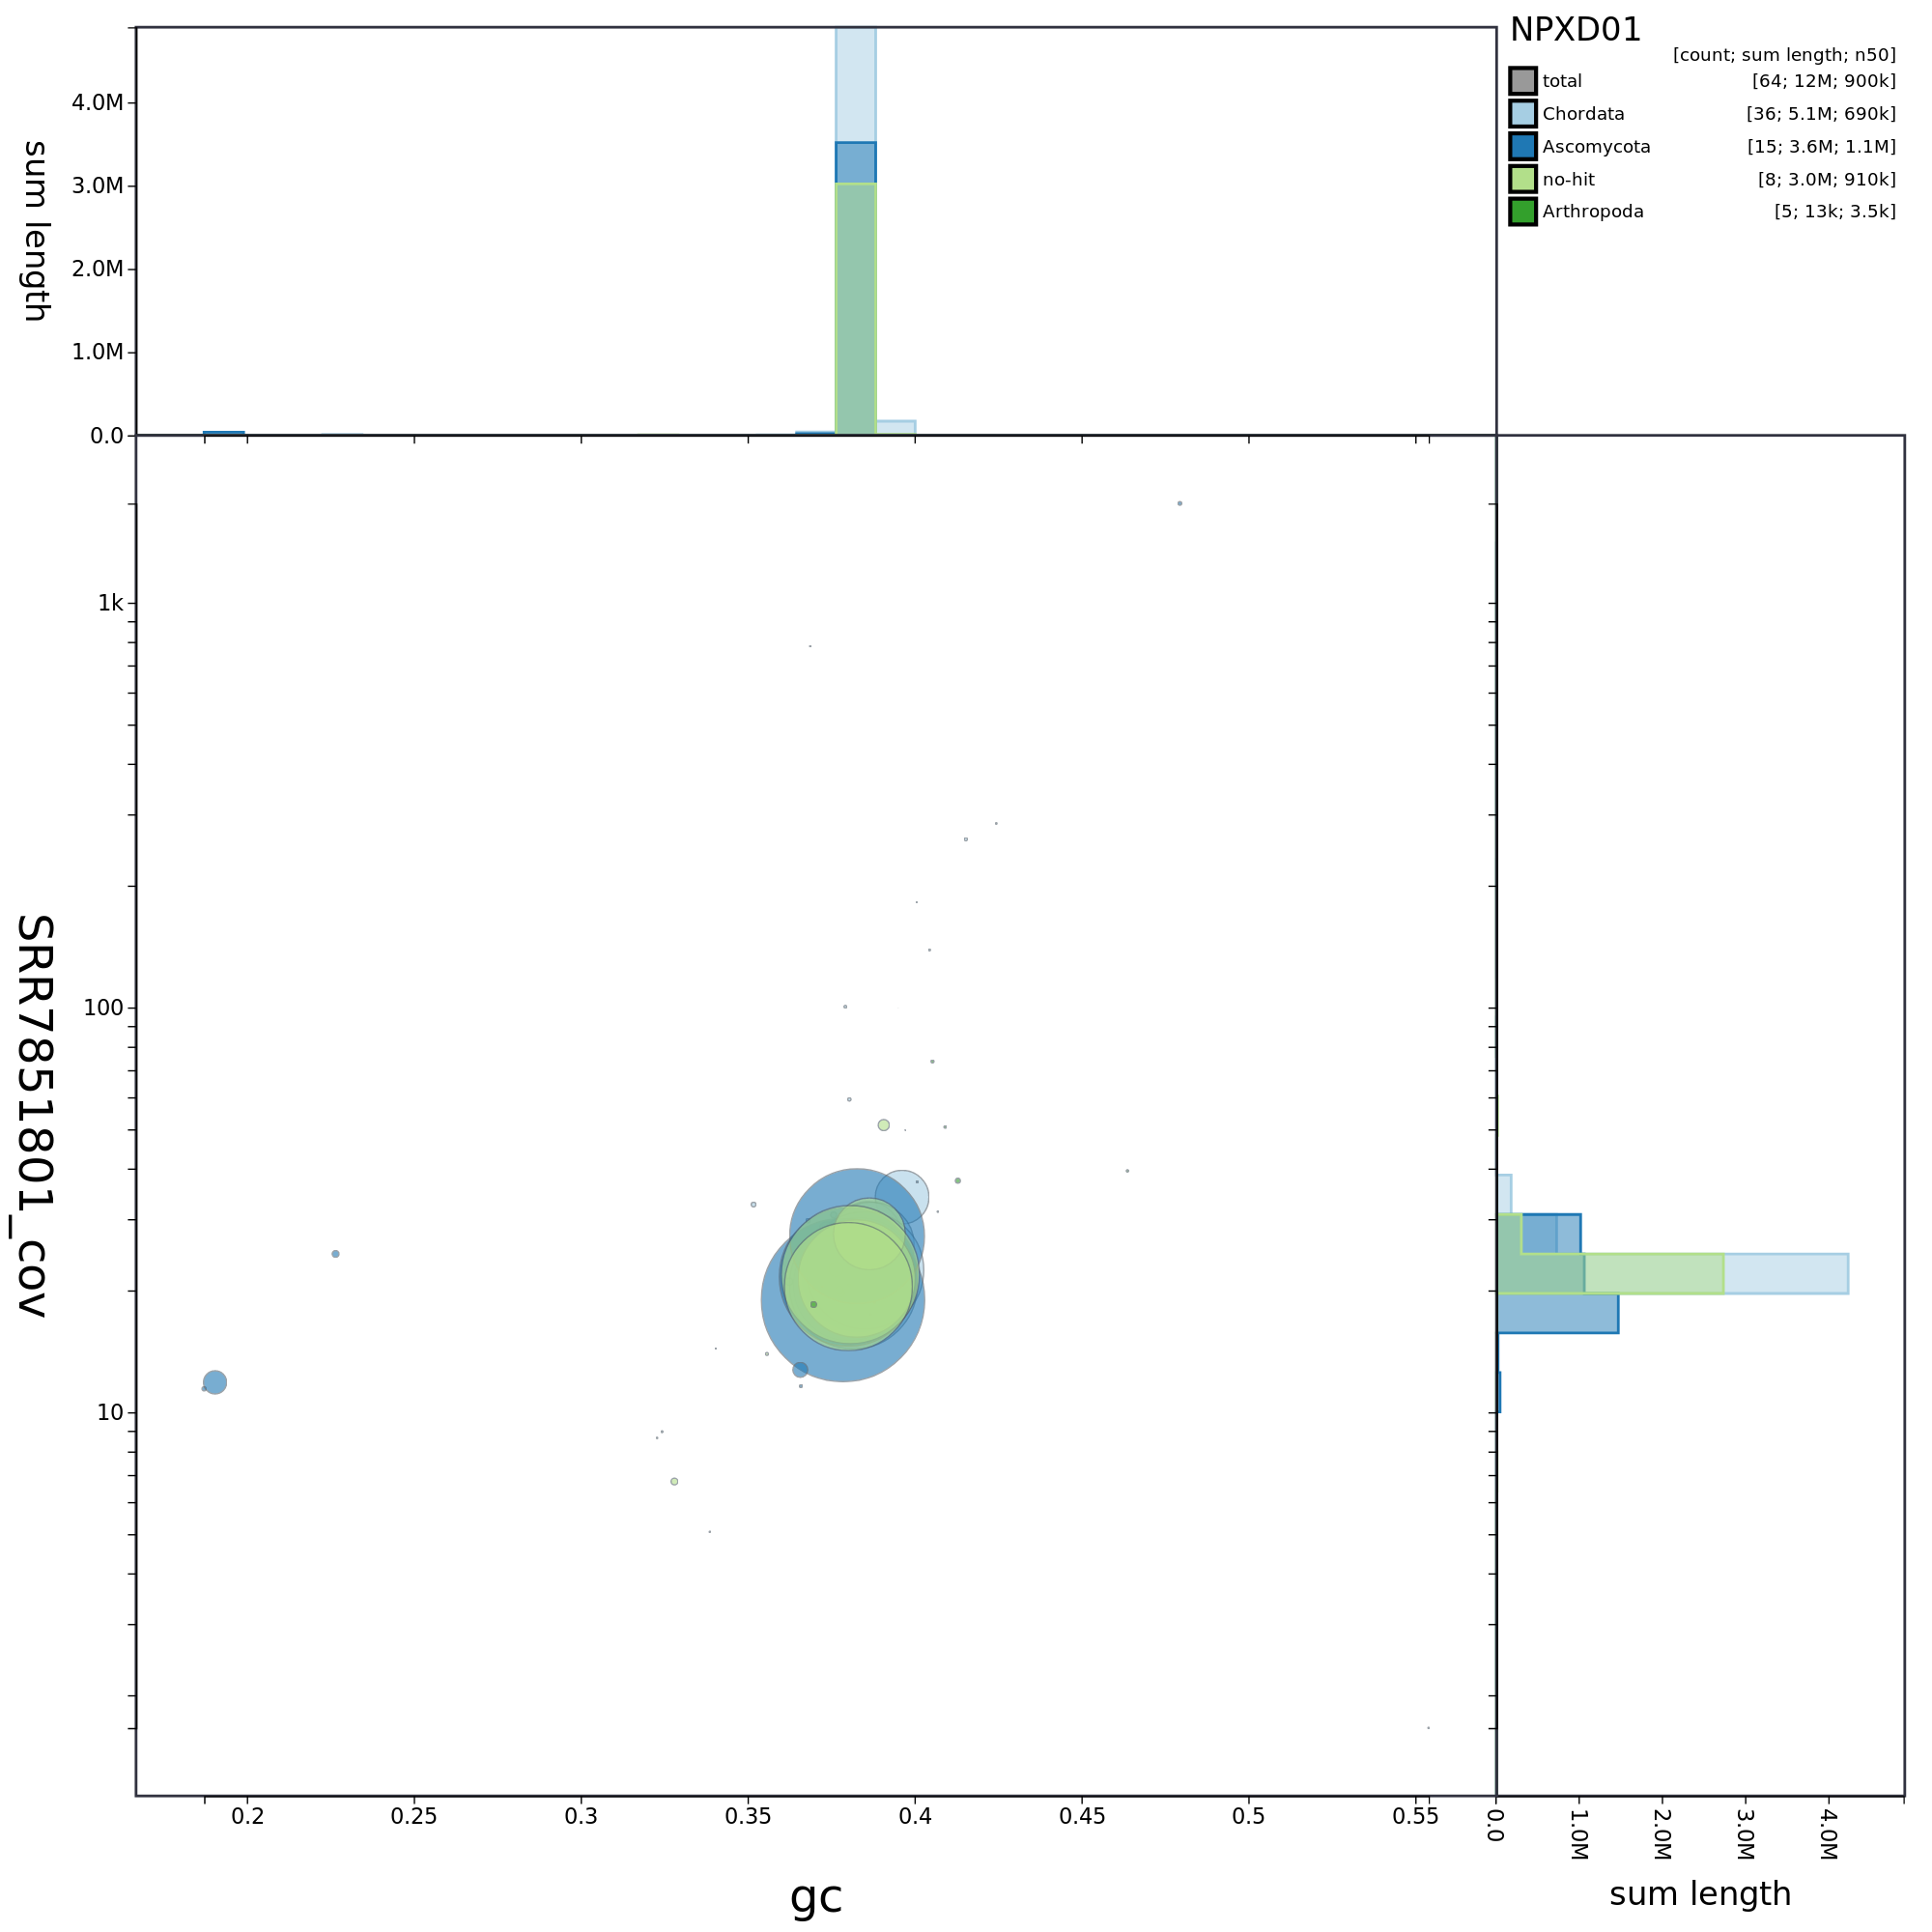 NPXD01
[count; sum length; n50]
total [64; 12M; 900k]
Chordata [36; 5.1M; 690k]
Ascomycota [15; 3.6M; 1.1M]
no-hit [8; 3.0M; 910k]
Arthropoda [5; 13k; 3.5k]
sum length
4.0M
3.0M
2.0M
1.0M
0.0
SRR7851801_cov
1k
100
10
0.2 0.25 0.3 0.35 0.4 0.45 0.5 0.55
gc
0.0 1.0M 2.0M 3.0M 4.0M
sum length